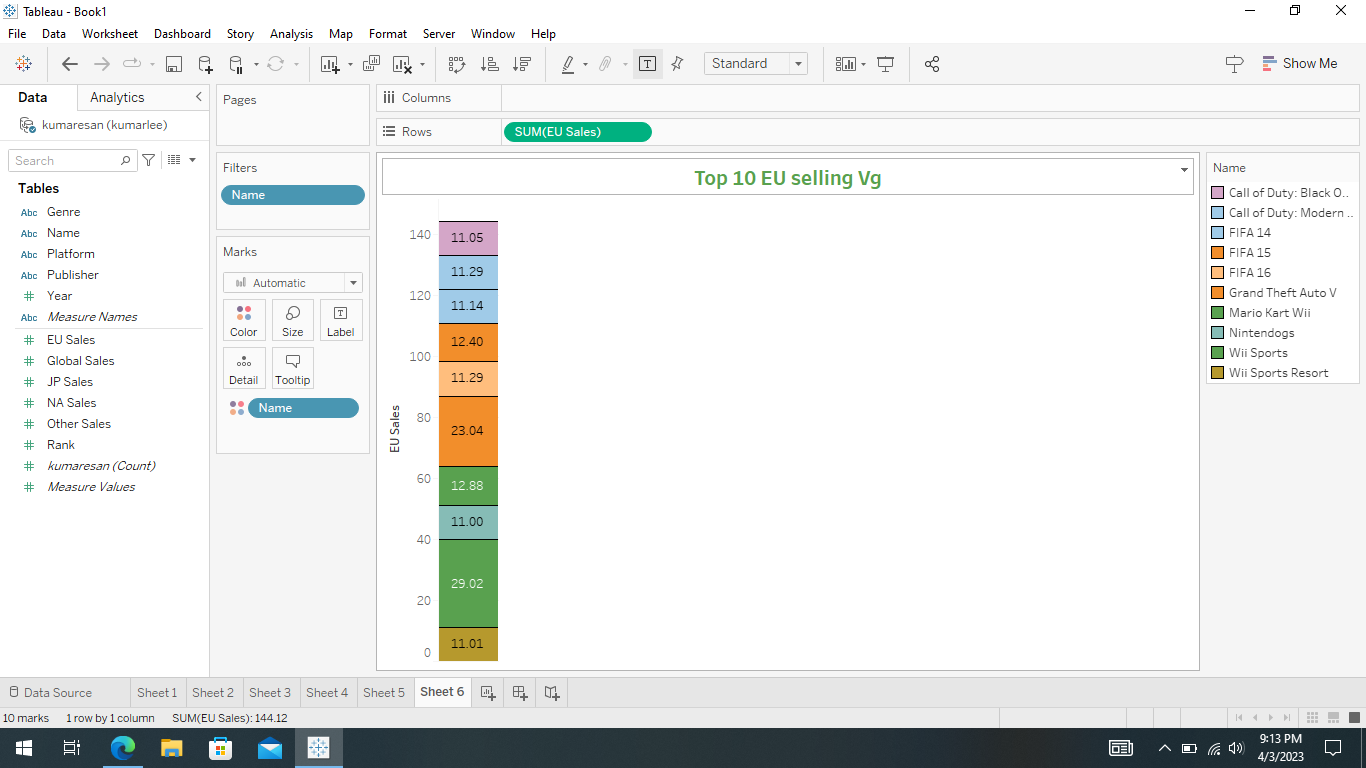 Tableau - Book1
File Data Worksheet Dashboard Story Analysis Map Format Server Window Help
Standard
Show Me
Data Analytics
kumaresan (kumarlee)
Search
Tables
Abc Genre
Abc Name
Abc Platform
Abc Publisher
# Year
Abc Measure Names
# EU Sales
# Global Sales
# JP Sales
# NA Sales
# Other Sales
# Rank
# kumaresan (Count)
# Measure Values
Pages
Filters
Name
Marks
Automatic
Color Size Label
Detail Tooltip
Name
Columns
Rows SUM(EU Sales)
Top 10 EU selling Vg
EU Sales
140
120
100
80
60
40
20
0
11.05
11.29
11.14
12.40
11.29
23.04
12.88
11.00
29.02
11.01
Name
Call of Duty: Black O..
Call of Duty: Modern ..
FIFA 14
FIFA 15
FIFA 16
Grand Theft Auto V
Mario Kart Wii
Nintendogs
Wii Sports
Wii Sports Resort
Data Source Sheet 1 Sheet 2 Sheet 3 Sheet 4 Sheet 5 Sheet 6
10 marks 1 row by 1 column SUM(EU Sales): 144.12
9:13 PM
4/3/2023